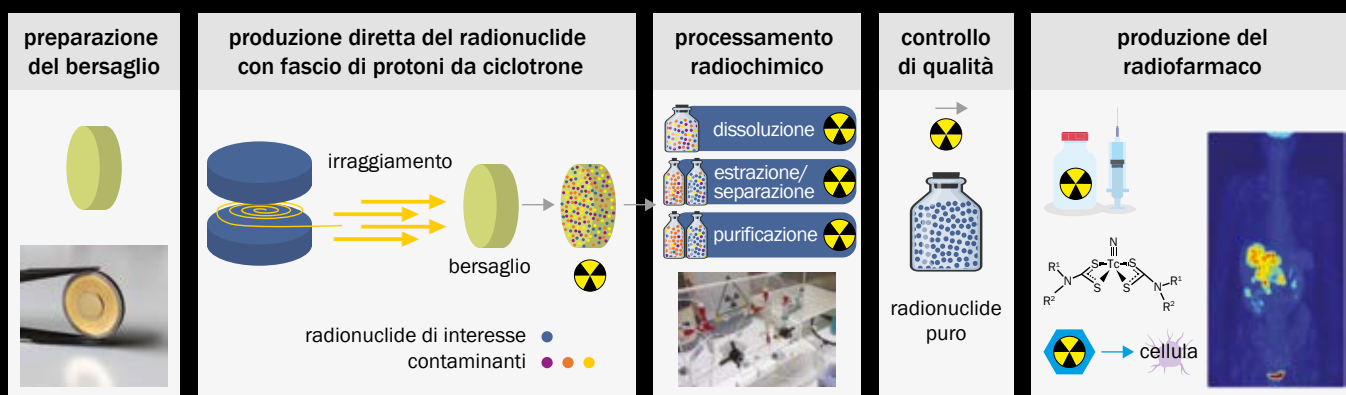 preparazione
del bersaglio
produzione diretta del radionuclide
con fascio di protoni da ciclotrone
irraggiamento
bersaglio
radionuclide di interesse
contaminanti
processamento
radiochimico
dissoluzione
estrazione/
separazione
purificazione
controllo
di qualità
radionuclide
puro
produzione del
radiofarmaco
N
R¹ S Tc S
N S S N R¹
R² R²
cellula